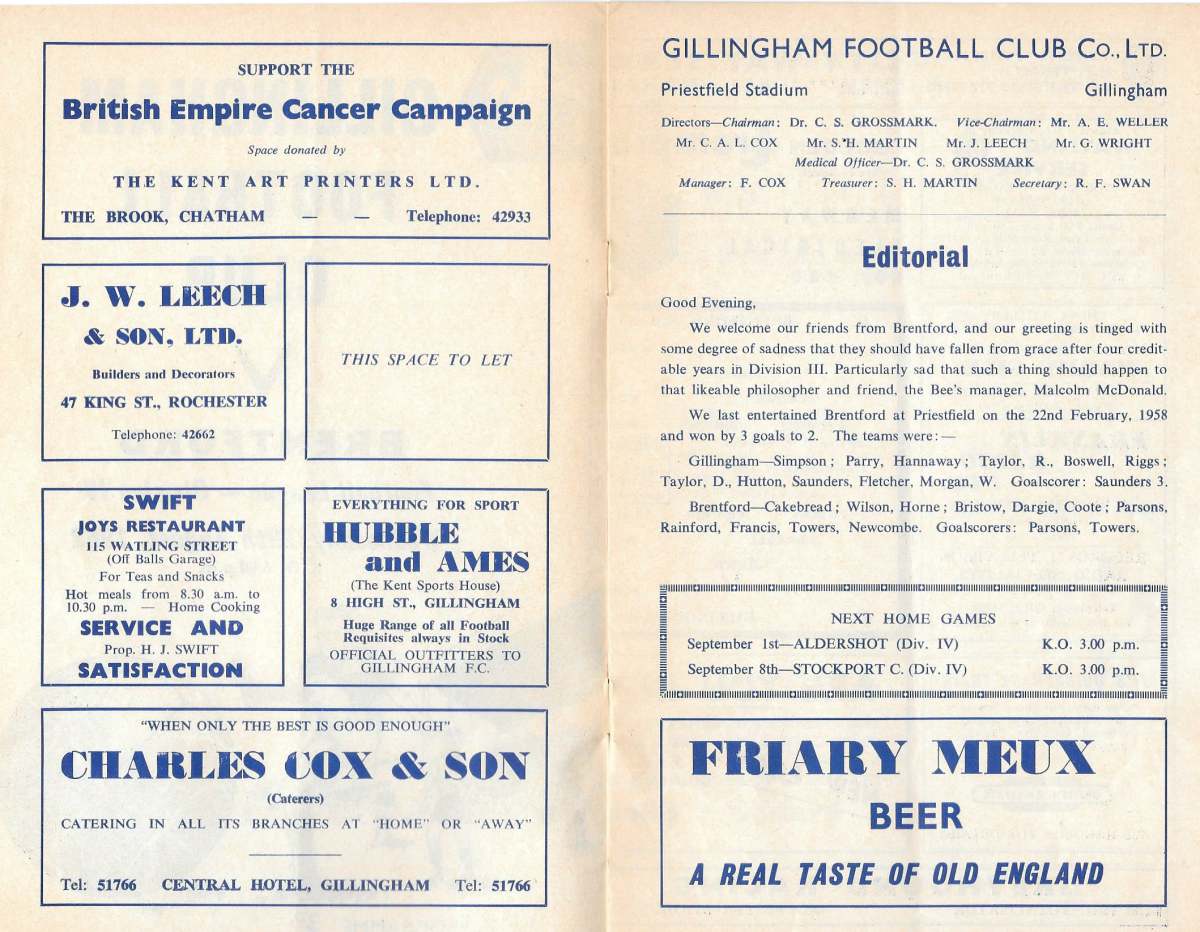 SUPPORT THE
British Empire Cancer Campaign
Space donated by
THE KENT ART PRINTERS LTD.
THE BROOK, CHATHAM — — Telephone: 42933
J. W. LEECH
& SON, LTD.
Builders and Decorators
47 KING ST., ROCHESTER
Telephone: 42662
THIS SPACE TO LET
SWIFT
JOYS RESTAURANT
115 WATLING STREET
(Off Balls Garage)
For Teas and Snacks
Hot meals from 8.30 a.m. to
10.30 p.m. — Home Cooking
SERVICE AND
Prop. H. J. SWIFT
SATISFACTION
EVERYTHING FOR SPORT
HUBBLE
and AMES
(The Kent Sports House)
8 HIGH ST., GILLINGHAM
Huge Range of all Football
Requisites always in Stock
OFFICIAL OUTFITTERS TO
GILLINGHAM F.C.
"WHEN ONLY THE BEST IS GOOD ENOUGH"
CHARLES COX & SON
(Caterers)
CATERING IN ALL ITS BRANCHES AT "HOME" OR "AWAY"
Tel: 51766 CENTRAL HOTEL, GILLINGHAM Tel: 51766
GILLINGHAM FOOTBALL CLUB Co., LTD.
Priestfield Stadium Gillingham
Directors—Chairman: Dr. C. S. GROSSMARK. Vice-Chairman: Mr. A. E. WELLER
Mr. C. A. L. COX Mr. S. H. MARTIN Mr. J. LEECH Mr. G. WRIGHT
Medical Officer—Dr. C. S. GROSSMARK
Manager: F. COX Treasurer: S. H. MARTIN Secretary: R. F. SWAN
Editorial
Good Evening,
We welcome our friends from Brentford, and our greeting is tinged with
some degree of sadness that they should have fallen from grace after four credit-
able years in Division III. Particularly sad that such a thing should happen to
that likeable philosopher and friend, the Bee's manager, Malcolm McDonald.
We last entertained Brentford at Priestfield on the 22nd February, 1958
and won by 3 goals to 2. The teams were:—
Gillingham—Simpson; Parry, Hannaway; Taylor, R., Boswell, Riggs;
Taylor, D., Hutton, Saunders, Fletcher, Morgan, W. Goalscorer: Saunders 3.
Brentford—Cakebread; Wilson, Horne; Bristow, Dargie, Coote; Parsons,
Rainford, Francis, Towers, Newcombe. Goalscorers: Parsons, Towers.
NEXT HOME GAMES
September 1st—ALDERSHOT (Div. IV) K.O. 3.00 p.m.
September 8th—STOCKPORT C. (Div. IV) K.O. 3.00 p.m.
FRIARY MEUX
BEER
A REAL TASTE OF OLD ENGLAND